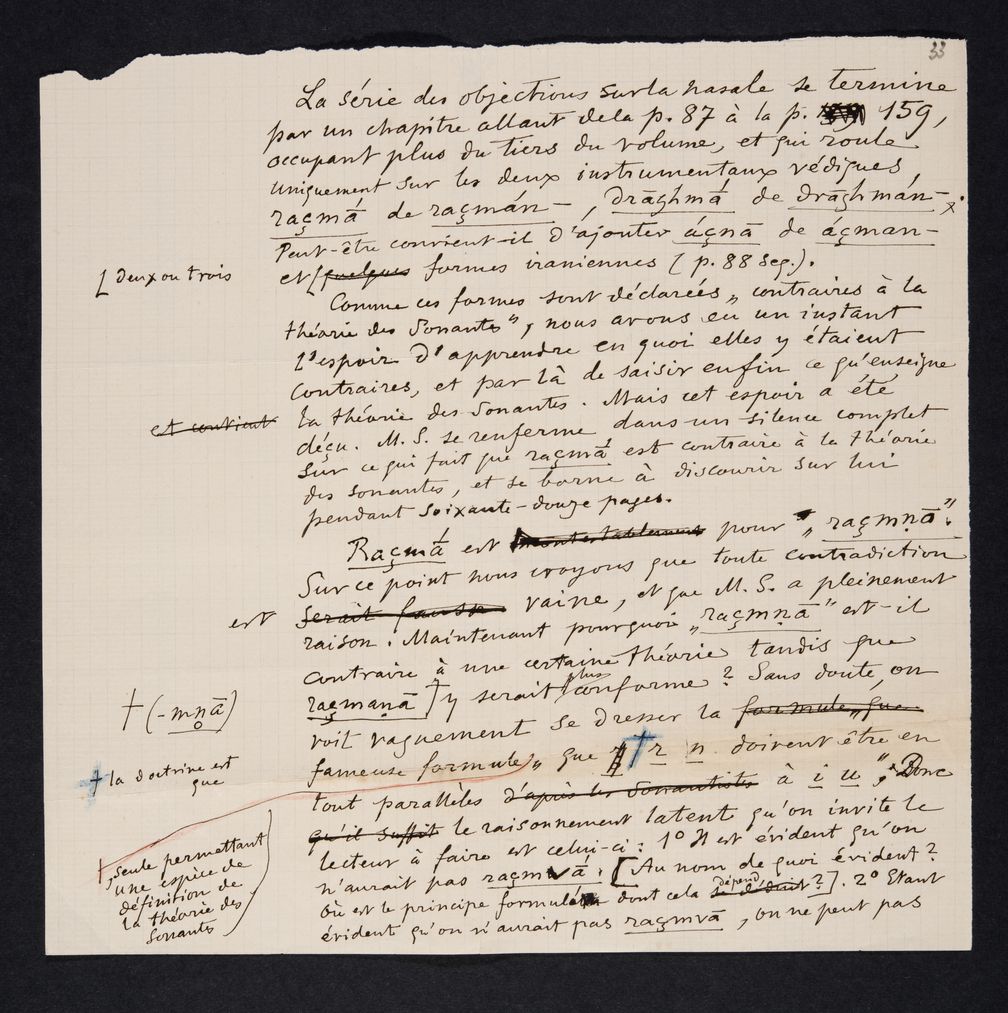 33
La série des objections sur la nasale se termine
par un chapitre allant de la p. 87 à la p. 159,
occupant plus du tiers du volume, et qui roule
uniquement sur les deux instrumentaux védiques,
raçmā́ de raçmán-, drāghmā́ de drāghmán-x.
Peut-être convient-il d'ajouter áçnā de áçman-
[ deux ou trois
et [quelques formes iraniennes (p. 88 seq.).
Comme ces formes sont déclarées „contraires à la
théorie des Sonantes", nous avons eu un instant
l'espoir d'apprendre en quoi elles y étaient
contraires, et par là de saisir enfin ce qu'enseigne
et contient
la théorie des Sonantes. Mais cet espoir a été
déçu. M. S. se renferme dans un silence complet
sur ce qui fait que raçmā́ est contraire à la théorie
des sonantes, et se borne à discourir sur lui
pendant soixante-douze pages.
Raçmā́ est incontestablement pour „raçmn̥ā".
Sur ce point nous croyons que toute contradiction
est
serait fausse vaine, et que M. S. a pleinement
raison. Maintenant pourquoi „raçmn̥ā" est-il
contraire à une certaine théorie tandis que
† (-mn̥ā)
raçmanā † y serait plus conforme? Sans doute, on
voit vaguement se dresser la formule „que
† la doctrine est
que
fameuse formule „que † r n doivent être en
tout parallèles d'après les Sonantistes à i u". Donc
†, seule permettant
une espèce de
définition de
la théorie des
Sonantes
qu'il suffit le raisonnement latent qu'on invite le
lecteur à faire est celui-ci: 1° Il est évident qu'on
n'aurait pas raçmvā: [Au nom de quoi évident?
Où est le principe formulé dont cela dépend se déduit?]. 2° Etant
évident qu'on n'aurait pas raçmvā, on ne peut pas